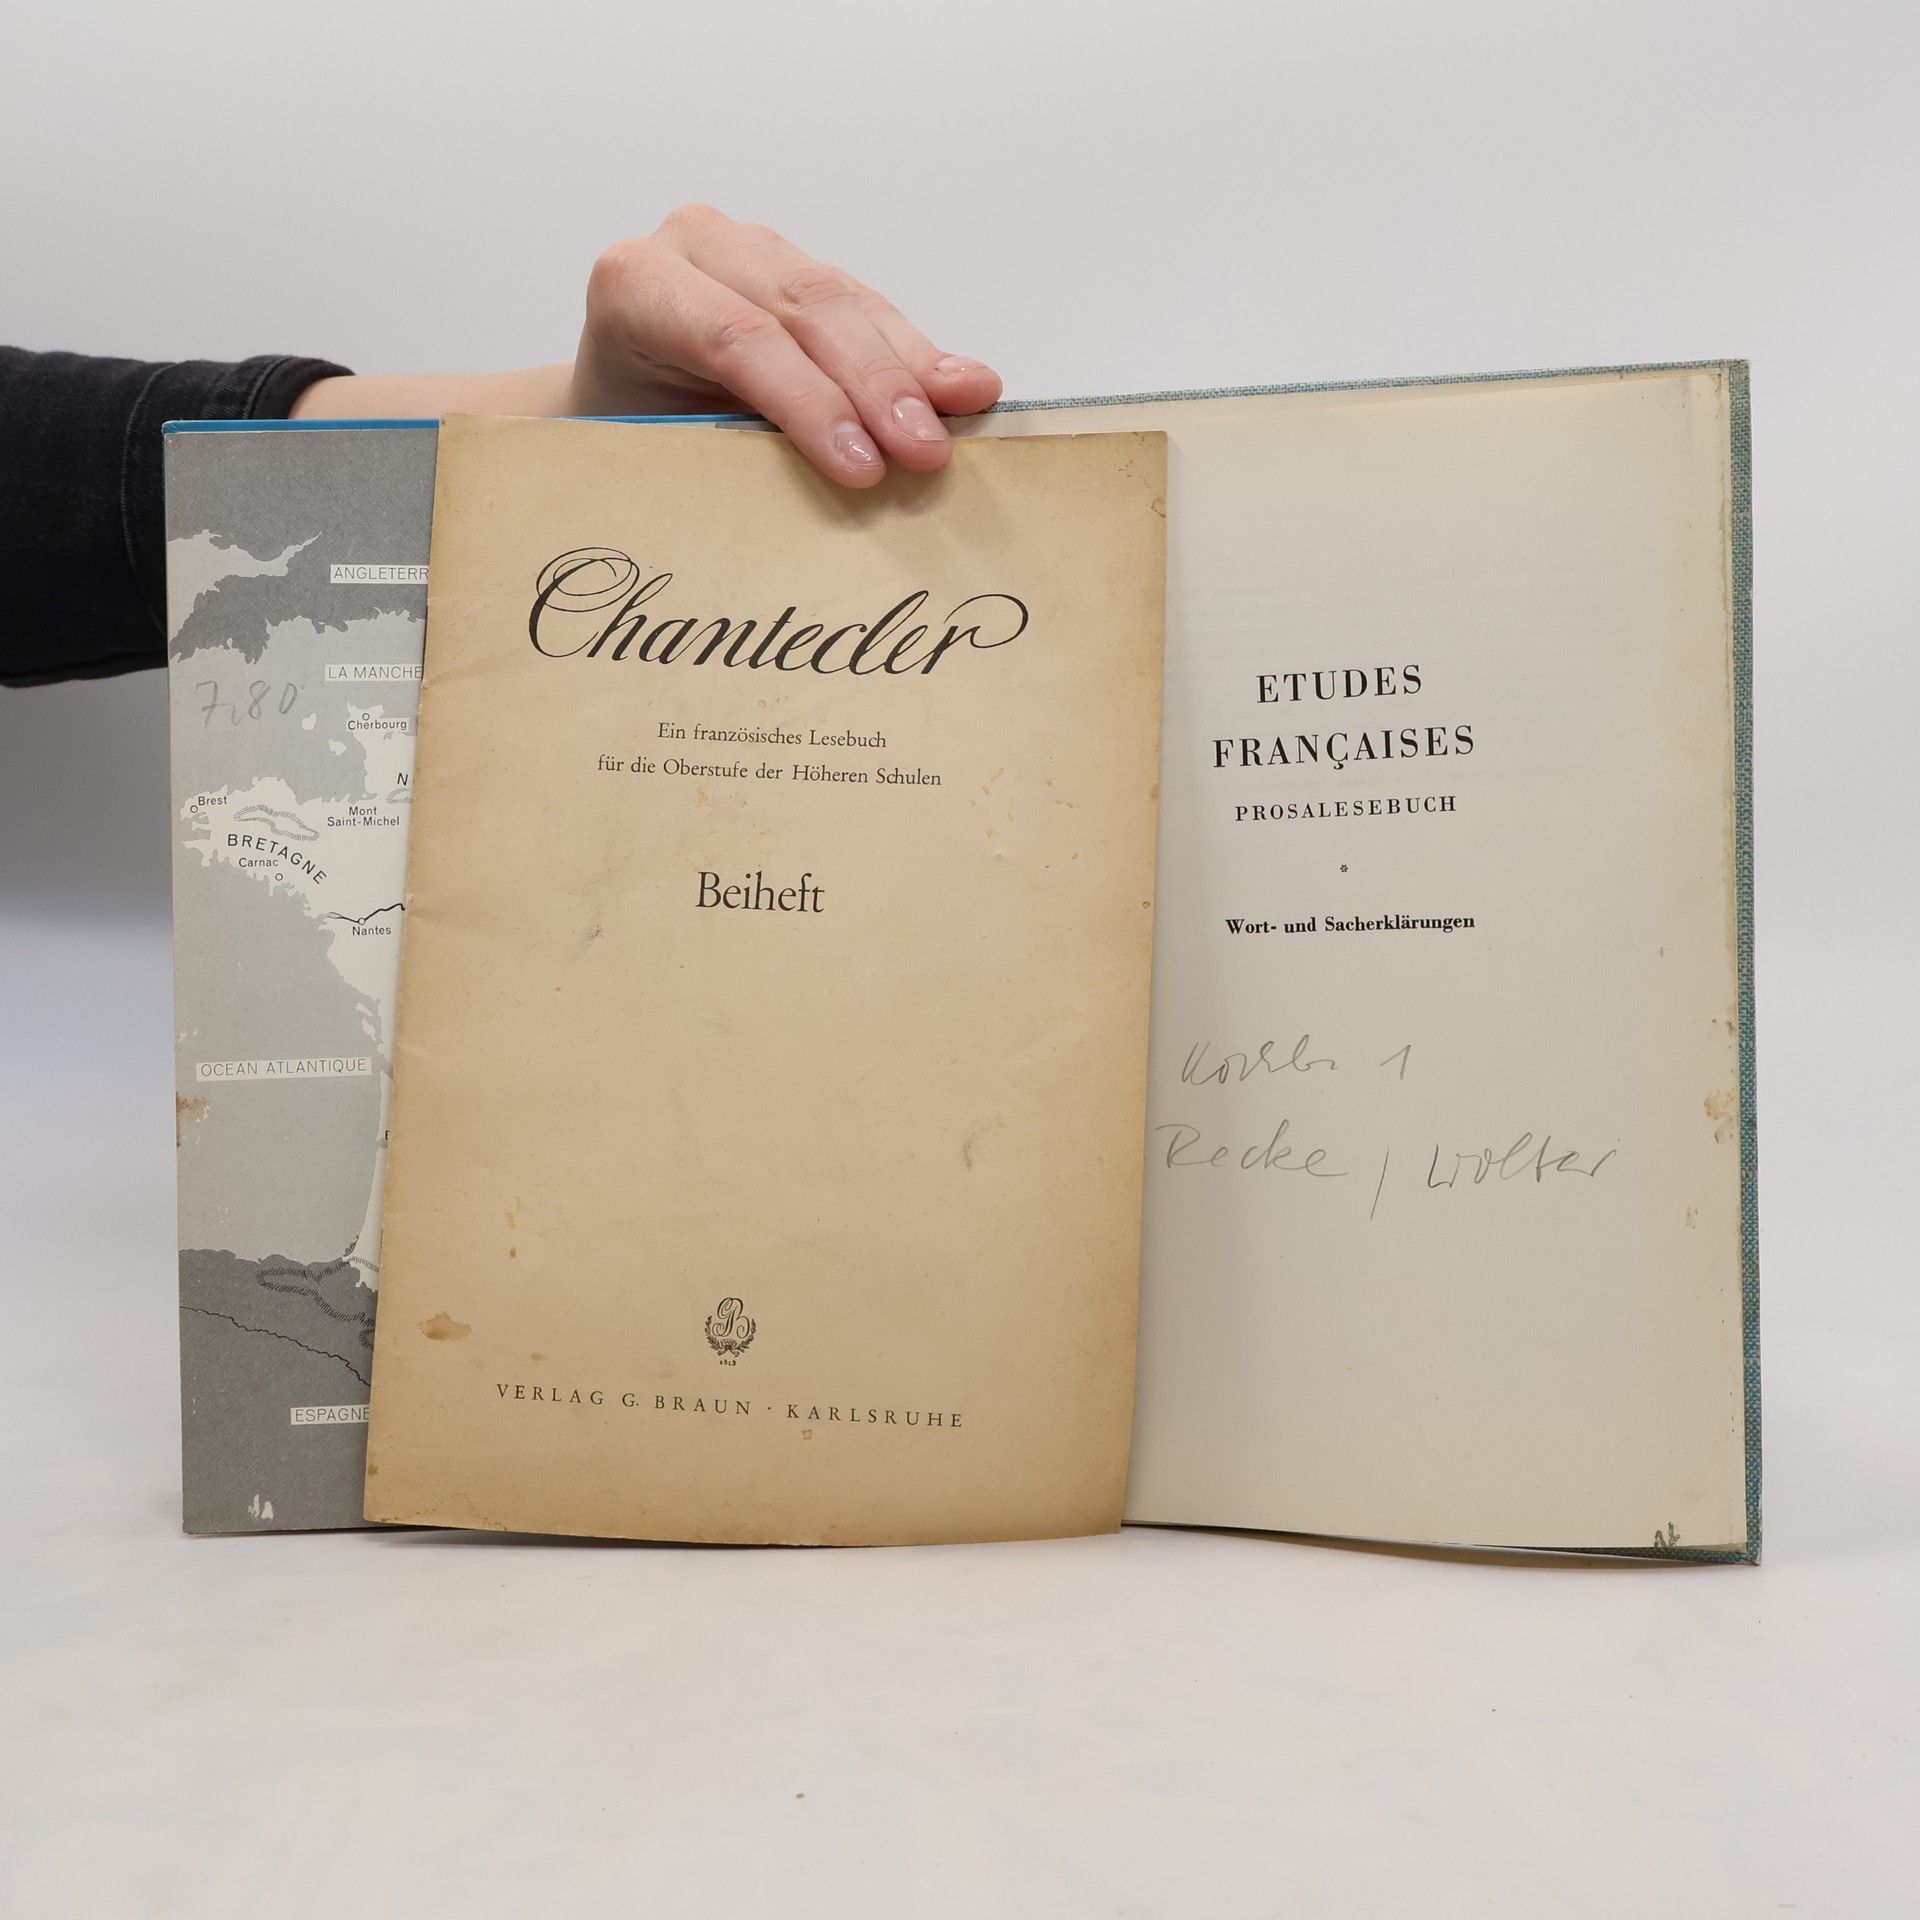 ANGLETERR
LA MANCHE
7,80
Cherbourg
N
Brest
Mont
Saint-Michel
BRETAGNE
Carnac
Nantes
OCEAN ATLANTIQUE
ESPAGNE
Chantecler
Ein französisches Lesebuch
für die Oberstufe der Höheren Schulen
Beiheft
1813
VERLAG G. BRAUN · KARLSRUHE
ETUDES
FRANÇAISES
PROSALESEBUCH
*
Wort- und Sacherklärungen
1
Recke / Wolter